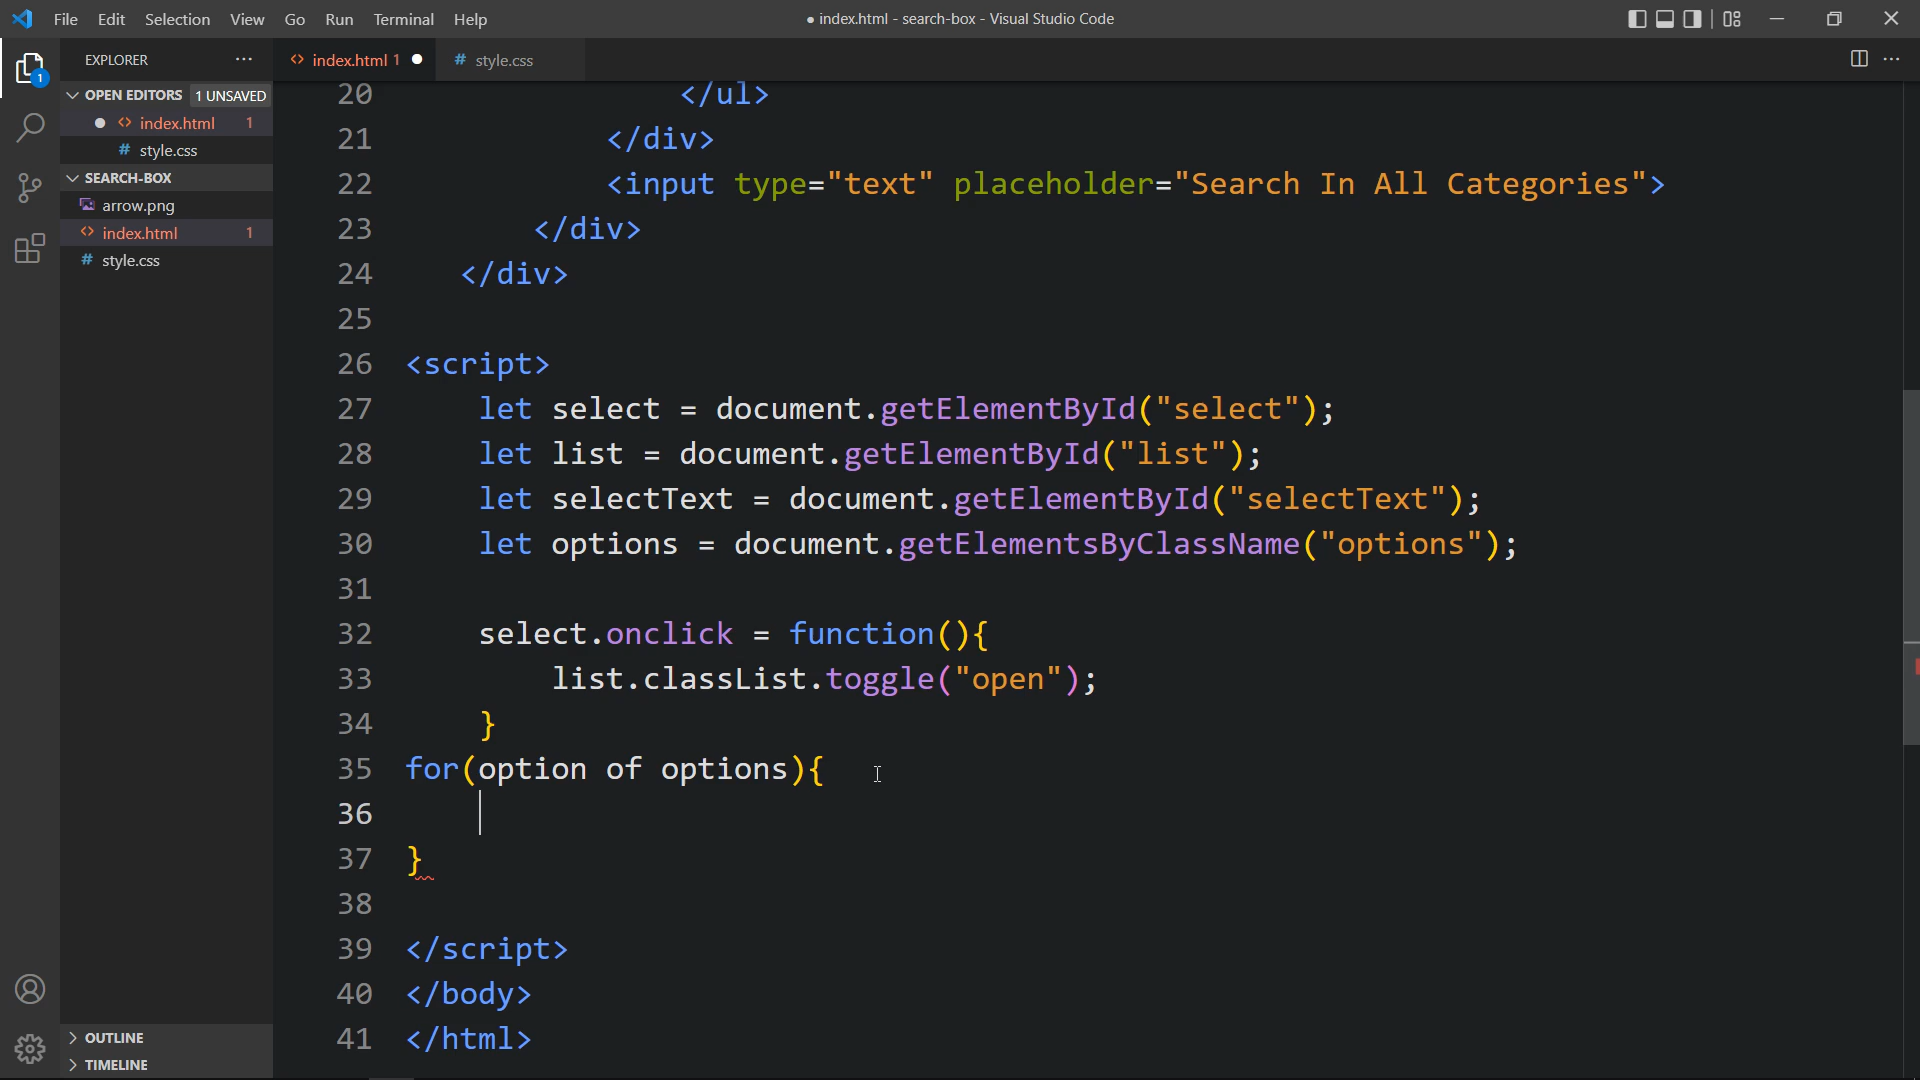 File Edit Selection View Go Run Terminal Help
● index.html - search-box - Visual Studio Code
EXPLORER
index.html 1
# style.css
OPEN EDITORS 1 UNSAVED
index.html 1
# style.css
SEARCH-BOX
arrow.png
index.html 1
# style.css
1
OUTLINE
TIMELINE
20 </ul>
21 </div>
22 <input type="text" placeholder="Search In All Categories">
23 </div>
24 </div>
25
26 <script>
27 let select = document.getElementById("select");
28 let list = document.getElementById("list");
29 let selectText = document.getElementById("selectText");
30 let options = document.getElementsByClassName("options");
31
32 select.onclick = function(){
33 list.classList.toggle("open");
34 }
35 for(option of options){
36
37 }
38
39 </script>
40 </body>
41 </html>